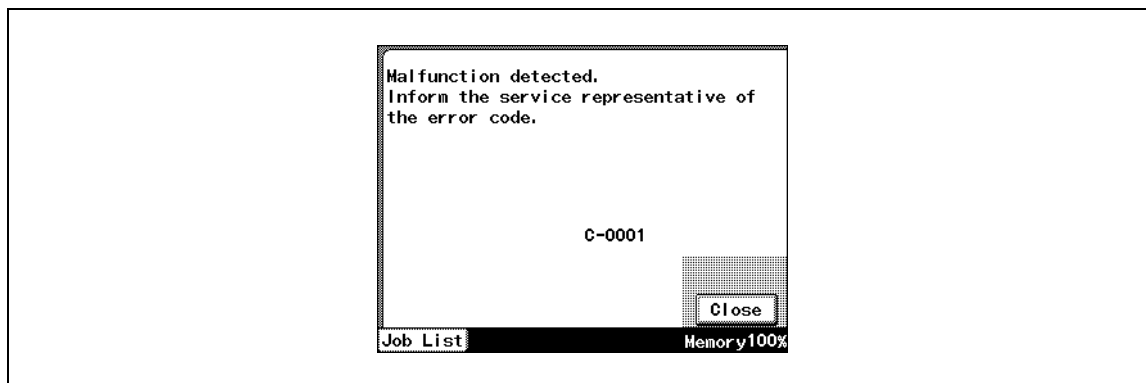 Malfunction detected.
Inform the service representative of
the error code.
C-0001
Close
Job List
Memory100%